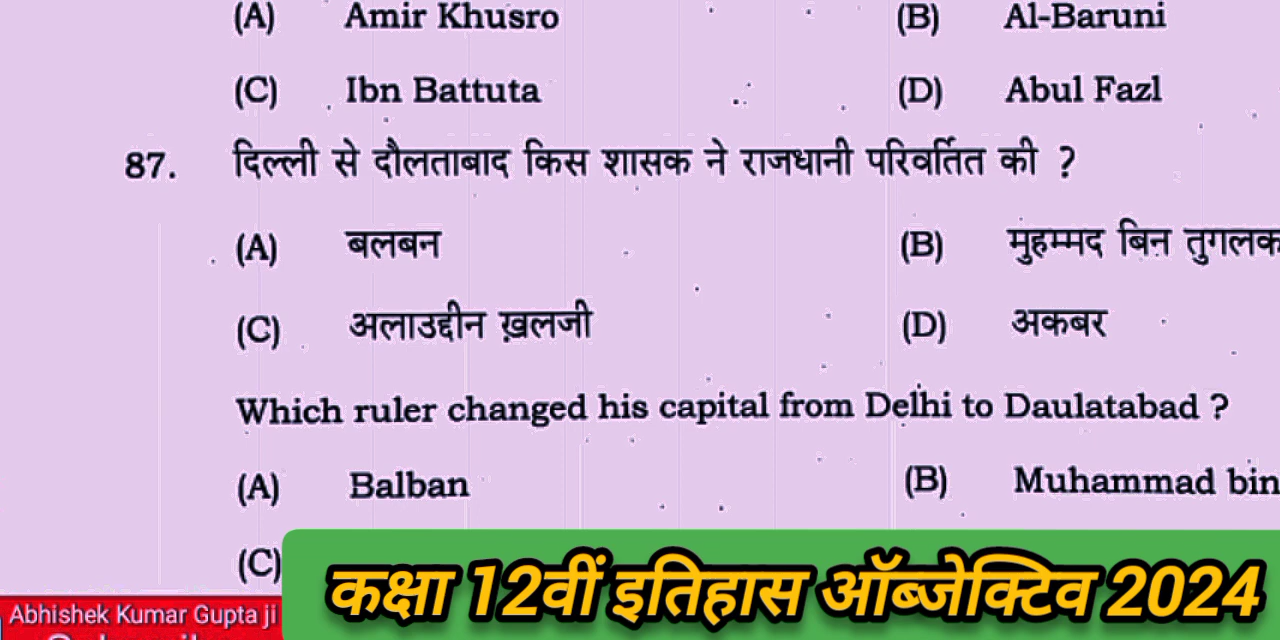 (A) Amir Khusro (B) Al-Baruni
(C) Ibn Battuta (D) Abul Fazl
87. दिल्ली से दौलताबाद किस शासक ने राजधानी परिवर्तित की ?
(A) बलबन (B) मुहम्मद बिन तुगलक
(C) अलाउद्दीन ख़लजी (D) अकबर
Which ruler changed his capital from Delhi to Daulatabad ?
(A) Balban (B) Muhammad bin
(C)
कक्षा 12वीं इतिहास ऑब्जेक्टिव 2024
Abhishek Kumar Gupta ji